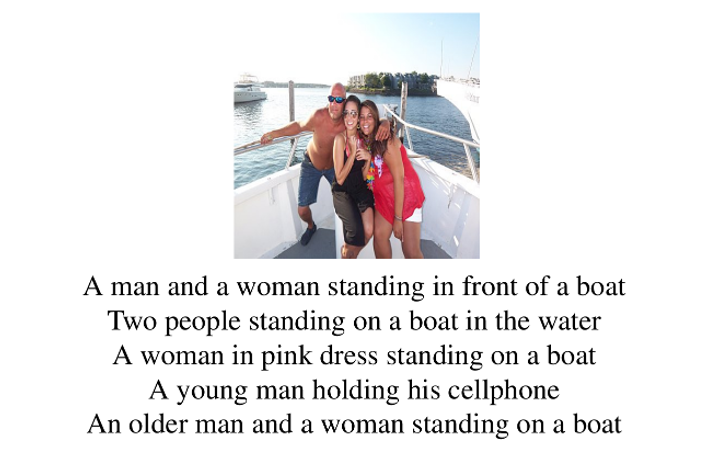 A man and a woman standing in front of a boat
Two people standing on a boat in the water
A woman in pink dress standing on a boat
A young man holding his cellphone
An older man and a woman standing on a boat